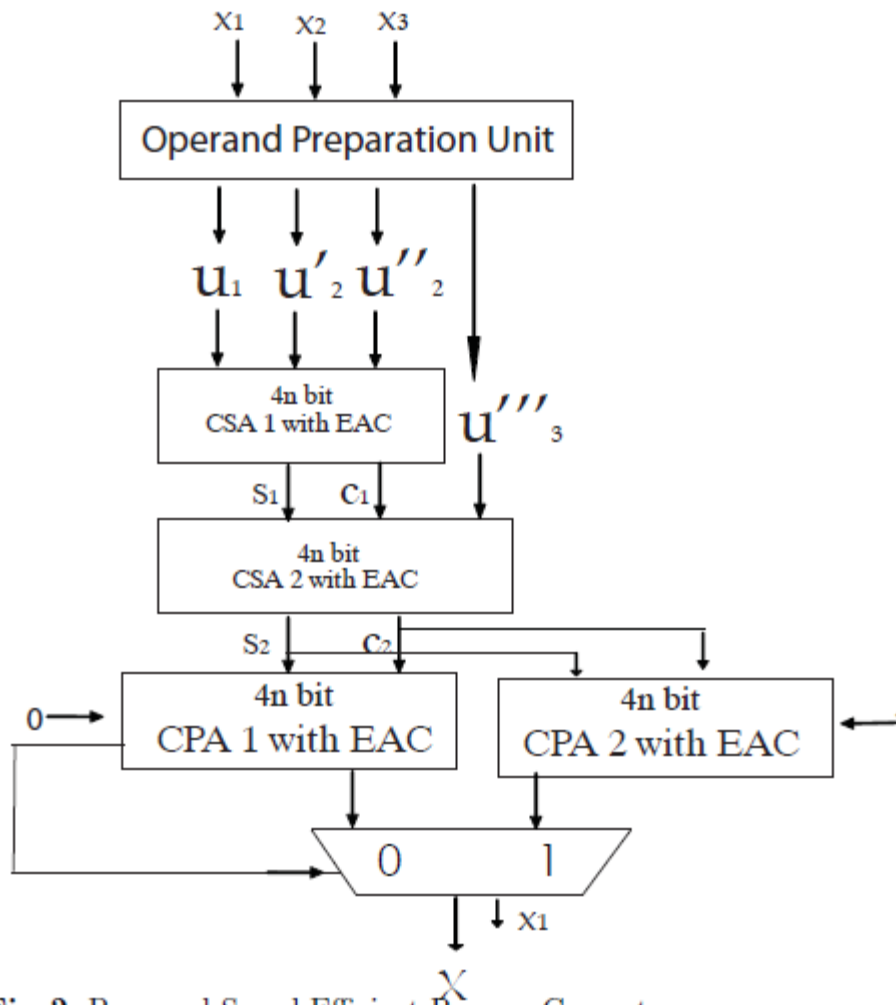 x1 x2 x3
Operand Preparation Unit
u1 u′2 u′′2
4n bit
CSA 1 with EAC
u′′′3
s1 c1
4n bit
CSA 2 with EAC
s2 c2
4n bit
CPA 1 with EAC
0
4n bit
CPA 2 with EAC
0 1
x1
X